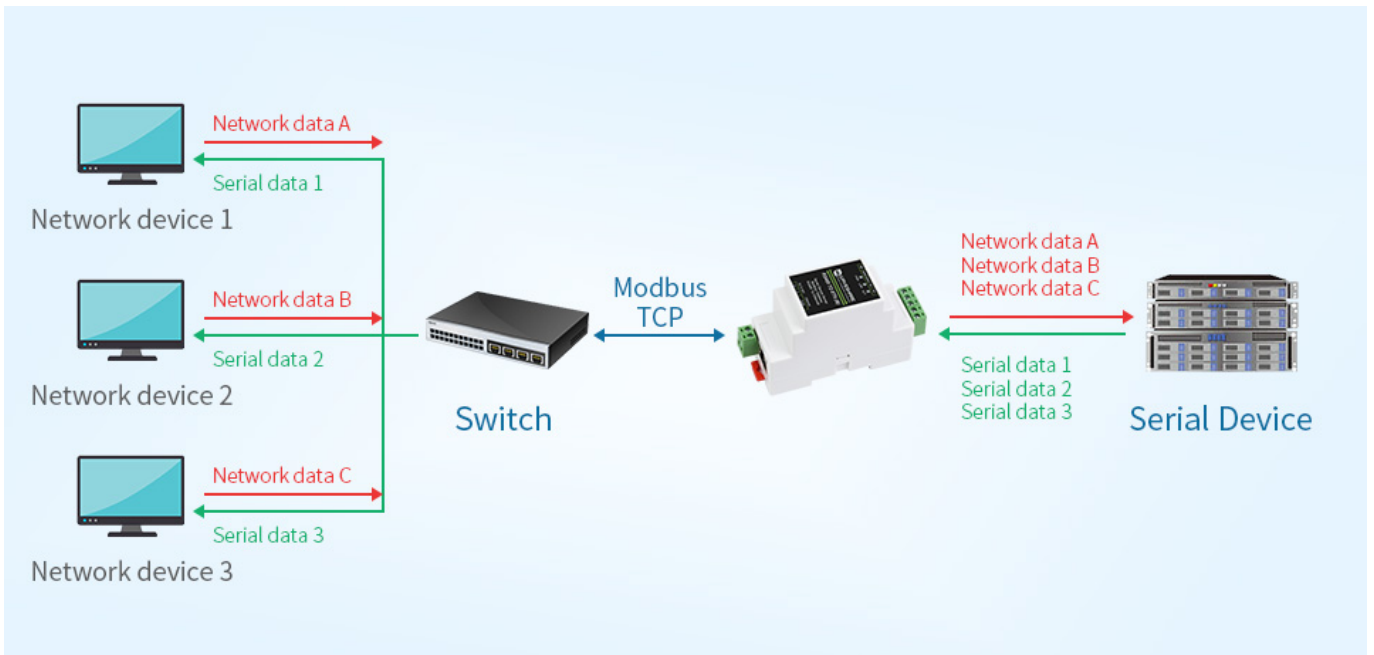 Network data A
Serial data 1
Network device 1
Network data B
Serial data 2
Network device 2
Network data C
Serial data 3
Network device 3
Switch
Modbus
TCP
Network data A
Network data B
Network data C
Serial data 1
Serial data 2
Serial data 3
Serial Device